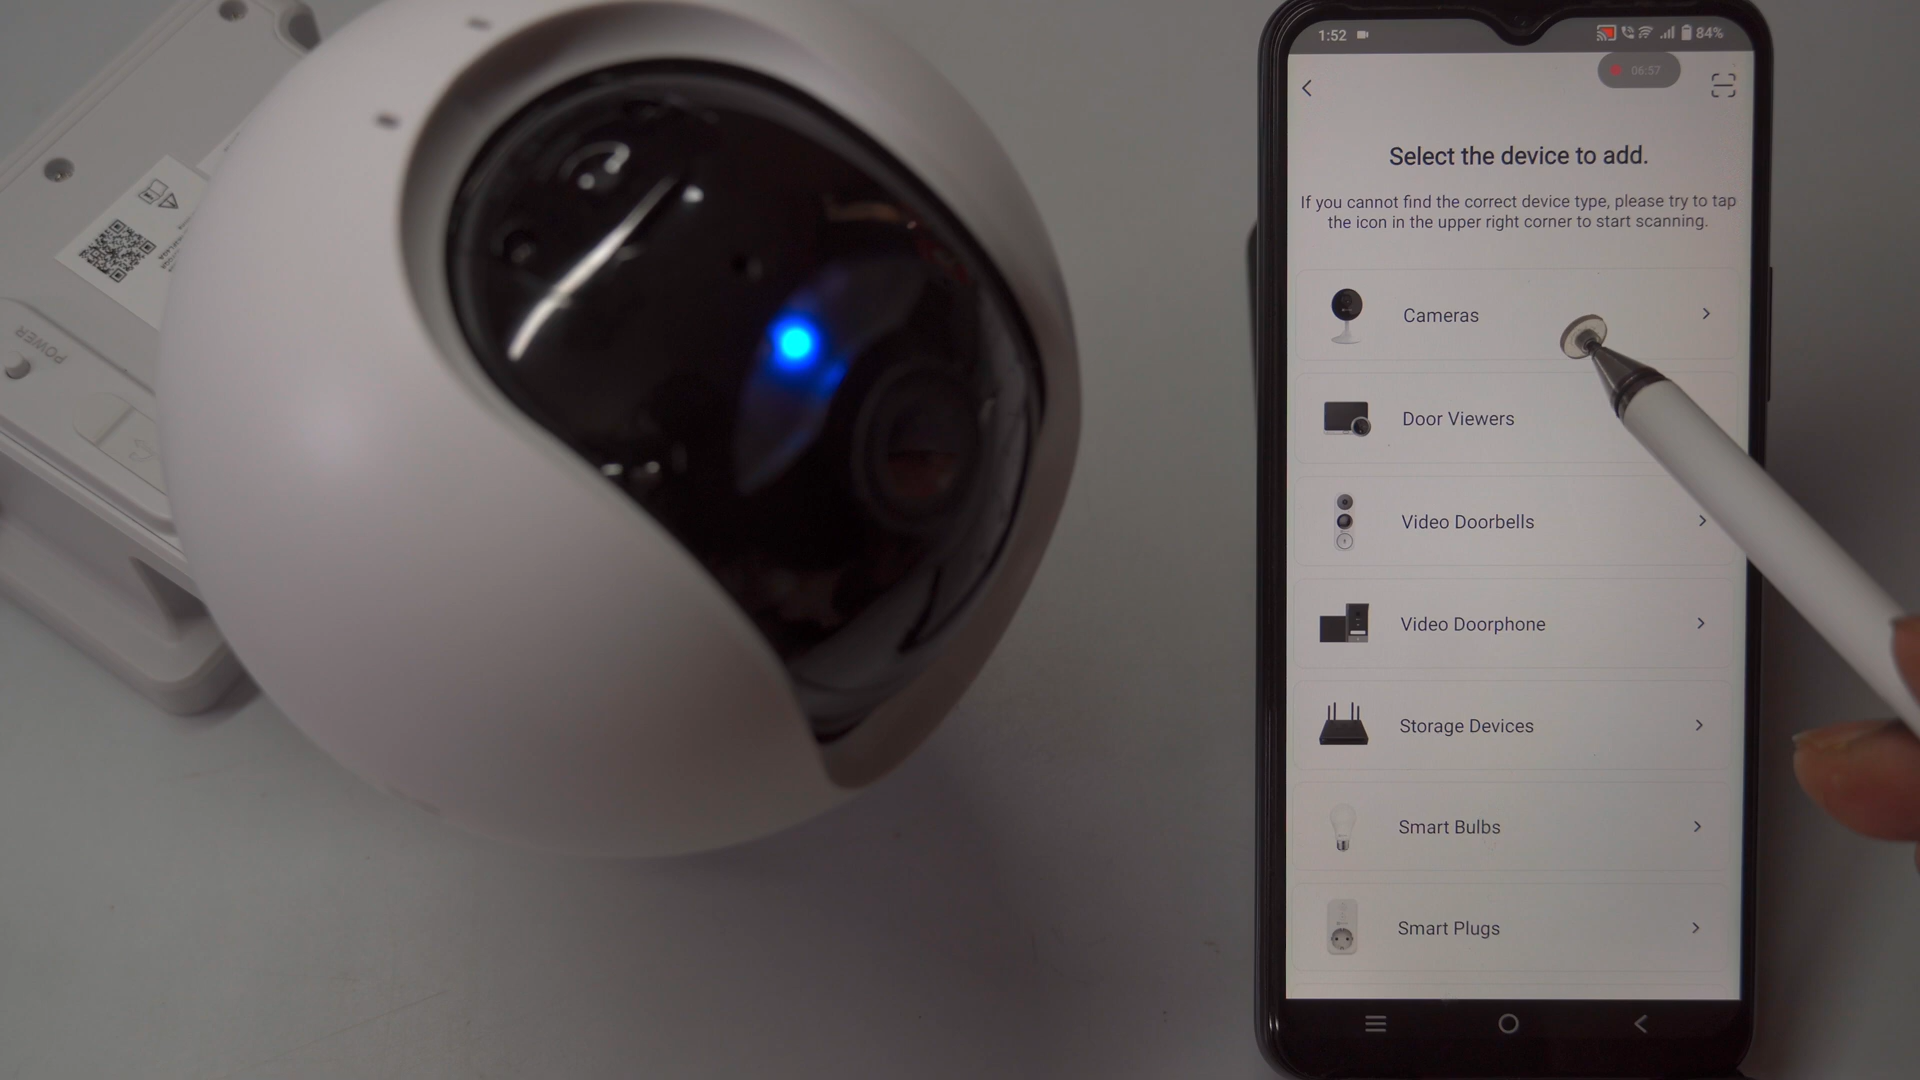 POWER
1:52
84%
06:57
Select the device to add.
If you cannot find the correct device type, please try to tap
the icon in the upper right corner to start scanning.
Cameras
Door Viewers
Video Doorbells
Video Doorphone
Storage Devices
Smart Bulbs
Smart Plugs